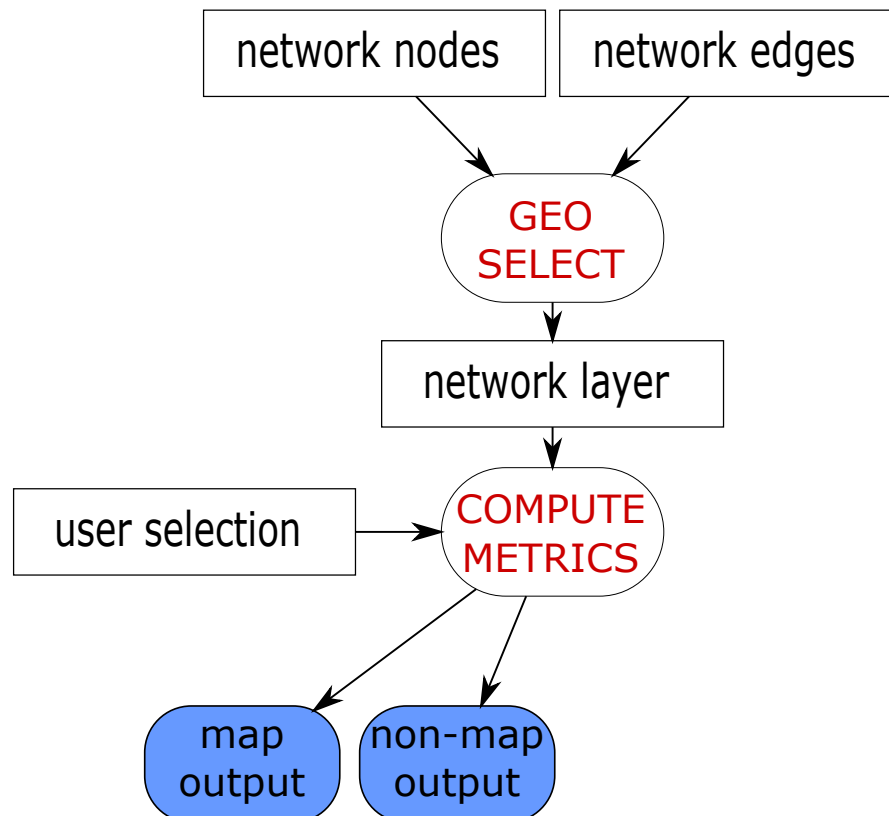 network nodes
network edges
GEO
SELECT
network layer
user selection
COMPUTE
METRICS
map
output
non-map
output